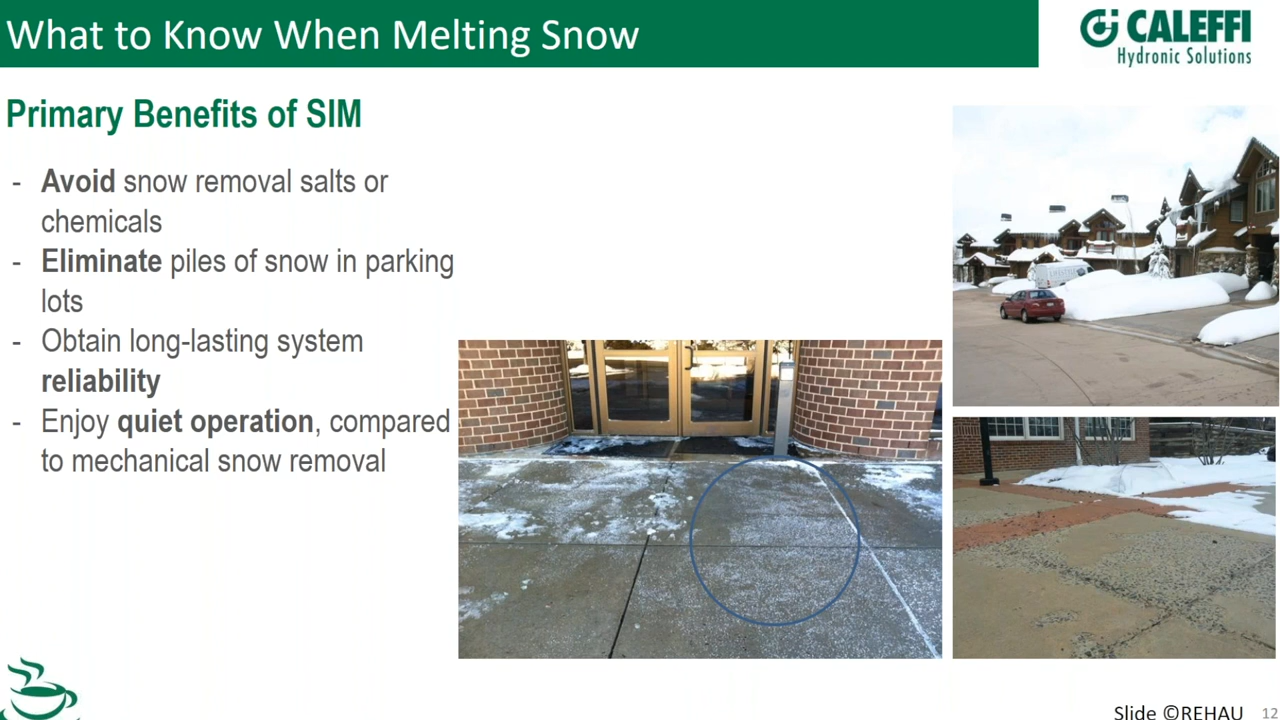 What to Know When Melting Snow
CALEFFI
Hydronic Solutions
Primary Benefits of SIM
- Avoid snow removal salts or
chemicals
- Eliminate piles of snow in parking
lots
- Obtain long-lasting system
reliability
- Enjoy quiet operation, compared
to mechanical snow removal
Slide ©REHAU
12